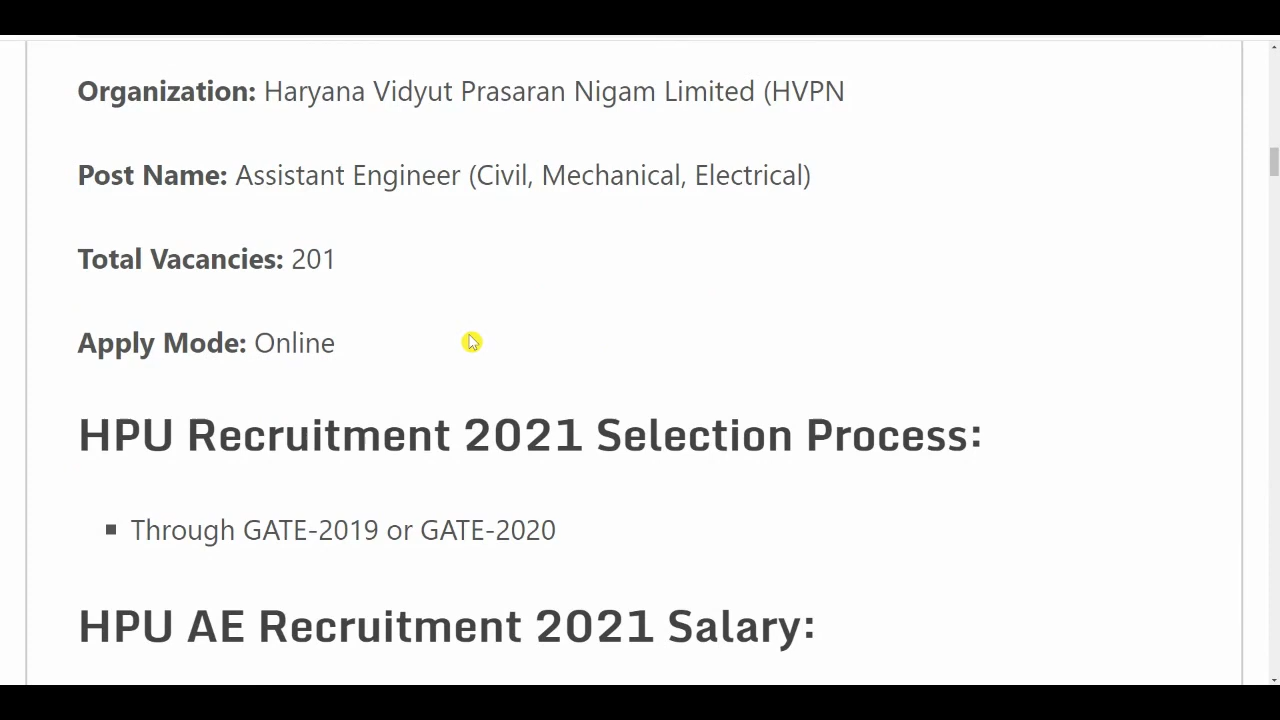 Organization: Haryana Vidyut Prasaran Nigam Limited (HVPN
Post Name: Assistant Engineer (Civil, Mechanical, Electrical)
Total Vacancies: 201
Apply Mode: Online
HPU Recruitment 2021 Selection Process:
Through GATE-2019 or GATE-2020
HPU AE Recruitment 2021 Salary: